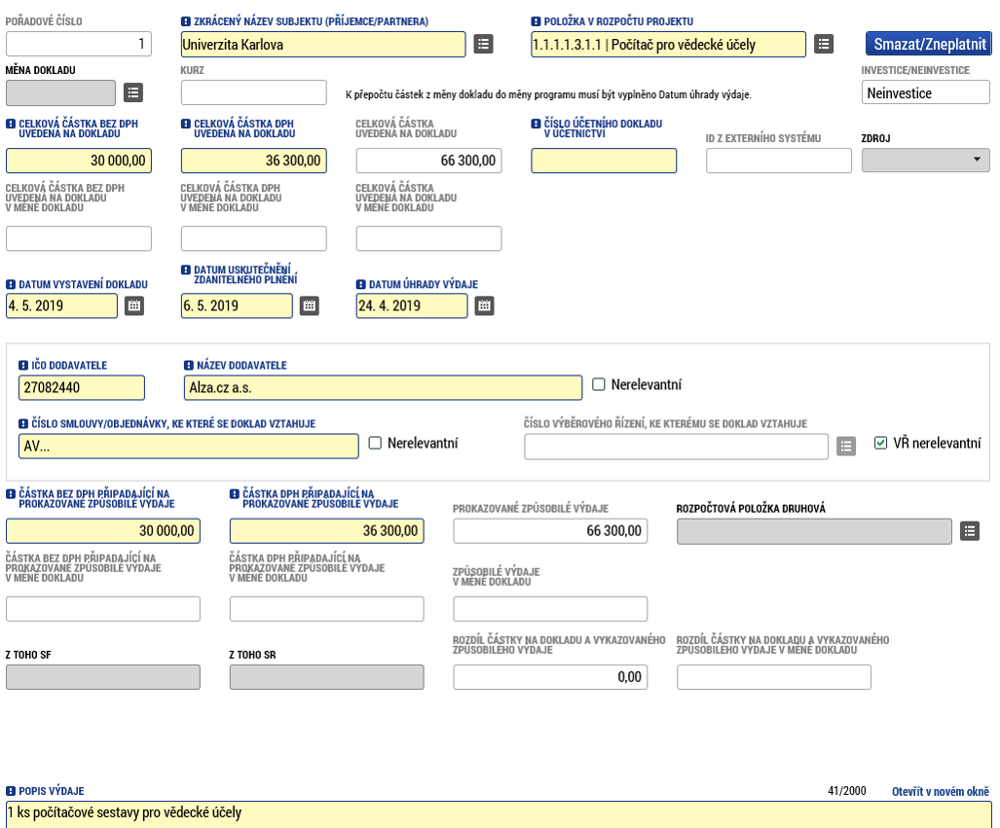 POŘADOVÉ ČÍSLO
ZKRÁCENÝ NÁZEV SUBJEKTU (PŘÍJEMCE/PARTNERA)
POLOŽKA V ROZPOČTU PROJEKTU
1
Univerzita Karlova
1.1.1.1.3.1.1 | Počítač pro vědecké účely
Smazat/Zneplatnit
MĚNA DOKLADU
KURZ
INVESTICE/NEINVESTICE
K přepočtu částek z měny dokladu do měny programu musí být vyplněno Datum úhrady výdaje.
Neinvestice
CELKOVÁ ČÁSTKA BEZ DPH
UVEDENÁ NA DOKLADU
CELKOVÁ ČÁSTKA DPH
UVEDENÁ NA DOKLADU
CELKOVÁ ČÁSTKA
UVEDENÁ NA DOKLADU
ČÍSLO ÚČETNÍHO DOKLADU
V ÚČETNICTVÍ
ID Z EXTERNÍHO SYSTÉMU
ZDROJ
30 000,00
36 300,00
66 300,00
CELKOVÁ ČÁSTKA BEZ DPH
UVEDENÁ NA DOKLADU
V MĚNĚ DOKLADU
CELKOVÁ ČÁSTKA DPH
UVEDENÁ NA DOKLADU
V MĚNĚ DOKLADU
CELKOVÁ ČÁSTKA
UVEDENÁ NA DOKLADU
V MĚNĚ DOKLADU
DATUM VYSTAVENÍ DOKLADU
DATUM USKUTEČNĚNÍ
ZDANITELNÉHO PLNĚNÍ
DATUM ÚHRADY VÝDAJE
4. 5. 2019
6. 5. 2019
24. 4. 2019
IČO DODAVATELE
NÁZEV DODAVATELE
27082440
Alza.cz a.s.
Nerelevantní
ČÍSLO SMLOUVY/OBJEDNÁVKY, KE KTERÉ SE DOKLAD VZTAHUJE
ČÍSLO VÝBĚROVÉHO ŘÍZENÍ, KE KTERÉMU SE DOKLAD VZTAHUJE
AV...
Nerelevantní
VŘ nerelevantní
ČÁSTKA BEZ DPH PŘIPADAJÍCÍ NA
PROKAZOVANÉ ZPŮSOBILÉ VÝDAJE
ČÁSTKA DPH PŘIPADAJÍCÍ NA
PROKAZOVANÉ ZPŮSOBILÉ VÝDAJE
PROKAZOVANÉ ZPŮSOBILÉ VÝDAJE
ROZPOČTOVÁ POLOŽKA DRUHOVÁ
30 000,00
36 300,00
66 300,00
ČÁSTKA BEZ DPH PŘIPADAJÍCÍ NA
PROKAZOVANÉ ZPŮSOBILÉ VÝDAJE
V MĚNĚ DOKLADU
ČÁSTKA DPH PŘIPADAJÍCÍ NA
PROKAZOVANÉ ZPŮSOBILÉ VÝDAJE
V MĚNĚ DOKLADU
ZPŮSOBILÉ VÝDAJE
V MĚNĚ DOKLADU
Z TOHO SF
Z TOHO SR
ROZDÍL ČÁSTKY NA DOKLADU A VYKAZOVANÉHO
ZPŮSOBILÉHO VÝDAJE
ROZDÍL ČÁSTKY NA DOKLADU A VYKAZOVANÉHO
ZPŮSOBILÉHO VÝDAJE V MĚNĚ DOKLADU
0,00
POPIS VÝDAJE
41/2000
Otevřít v novém okně
1 ks počítačové sestavy pro vědecké účely